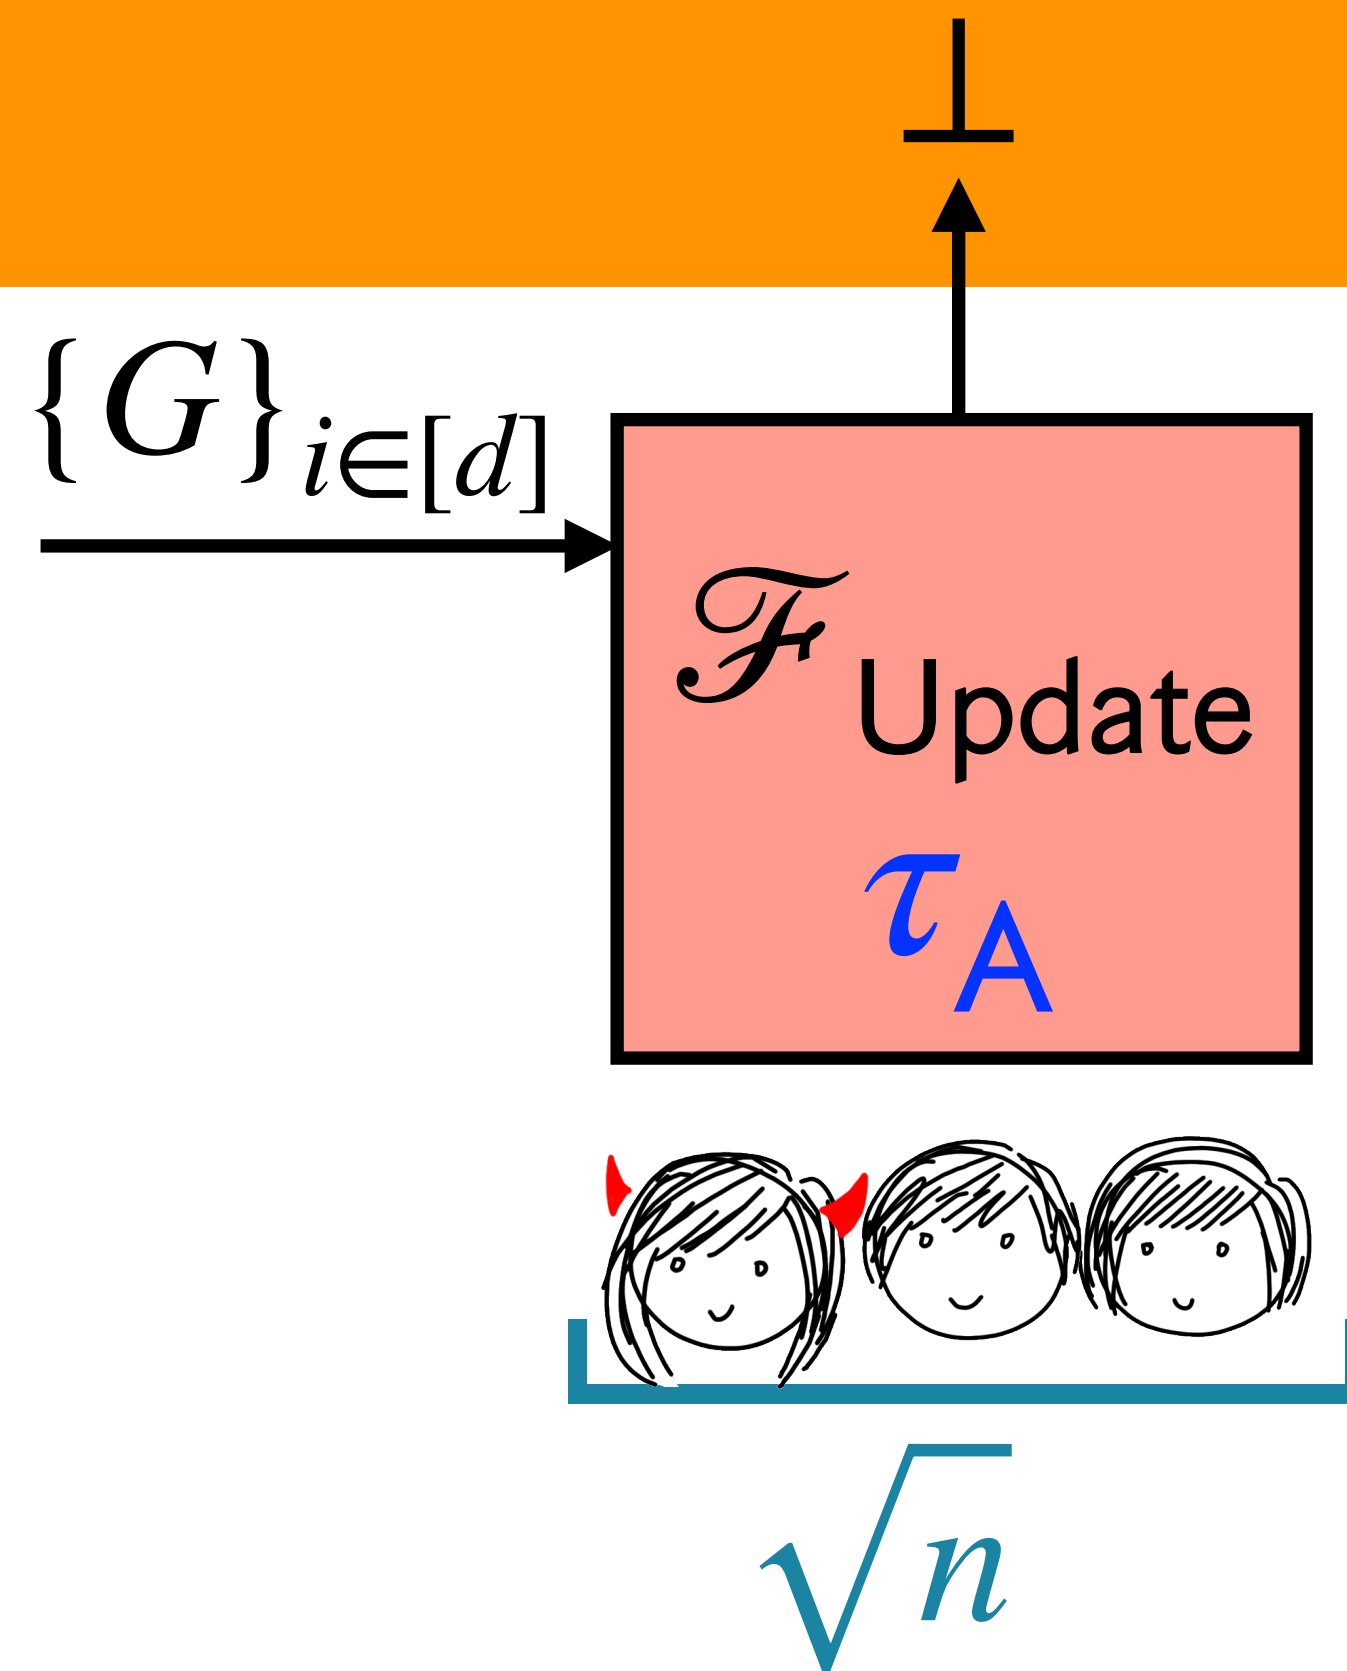 ⊥
{G}_{i∈[d]}
ℱ_Update
τ_A
√n